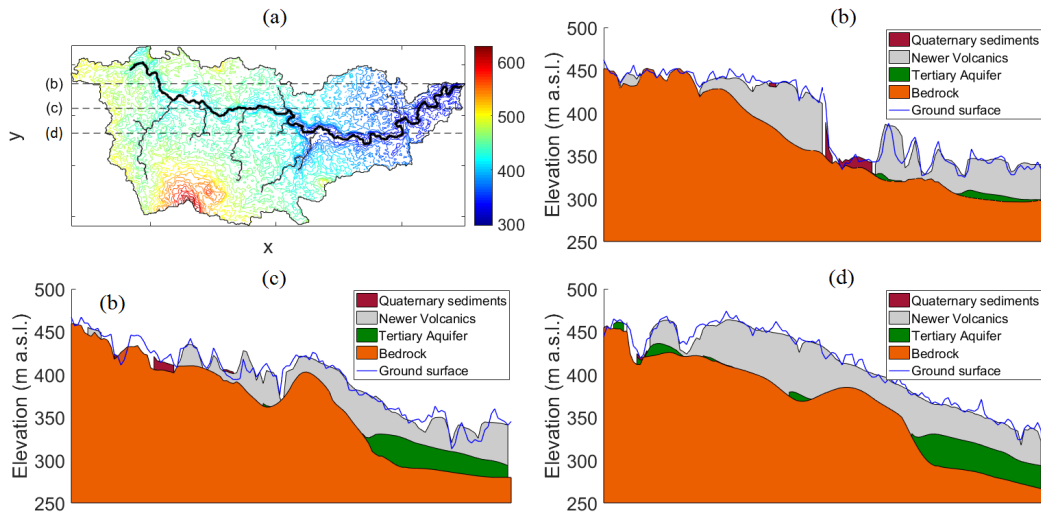 (a)
(b)
(c)
(d)
y
x
600
500
400
300
(b)
500
450
400
350
300
250
Elevation (m a.s.l.)
Quaternary sediments
Newer Volcanics
Tertiary Aquifer
Bedrock
Ground surface
(c)
(b)
500
450
400
350
300
250
Elevation (m a.s.l.)
Quaternary sediments
Newer Volcanics
Tertiary Aquifer
Bedrock
Ground surface
(d)
500
450
400
350
300
250
Elevation (m a.s.l.)
Quaternary sediments
Newer Volcanics
Tertiary Aquifer
Bedrock
Ground surface